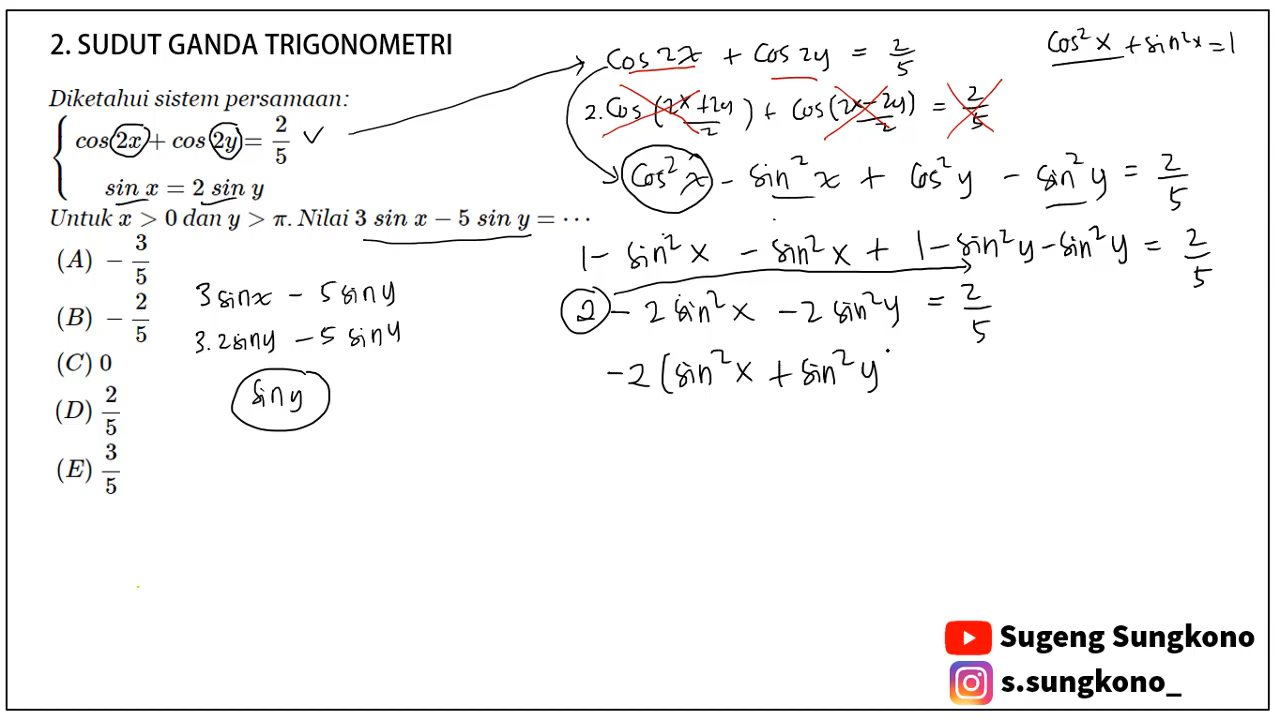 2. SUDUT GANDA TRIGONOMETRI
Diketahui sistem persamaan:
cos 2x + cos 2y = 2/5 ✓
sin x = 2 sin y
Untuk x > 0 dan y > π. Nilai 3 sin x − 5 sin y = ⋯
(A) − 3/5
(B) − 2/5
(C) 0
(D) 2/5
(E) 3/5
3 sin x − 5 sin y
3. 2 sin y − 5 sin y
sin y
Cos 2x + Cos 2y = 2/5
2. Cos (2x + 2y)/2 + Cos (2x − 2y)/2 = 2/5
Cos² x − sin² x + Cos² y − sin² y = 2/5
1 − sin² x − sin² x + 1 − sin² y − sin² y = 2/5
2 − 2 sin² x − 2 sin² y = 2/5
−2 (sin² x + sin² y
Cos² x + sin² x = 1
Sugeng Sungkono
s.sungkono_